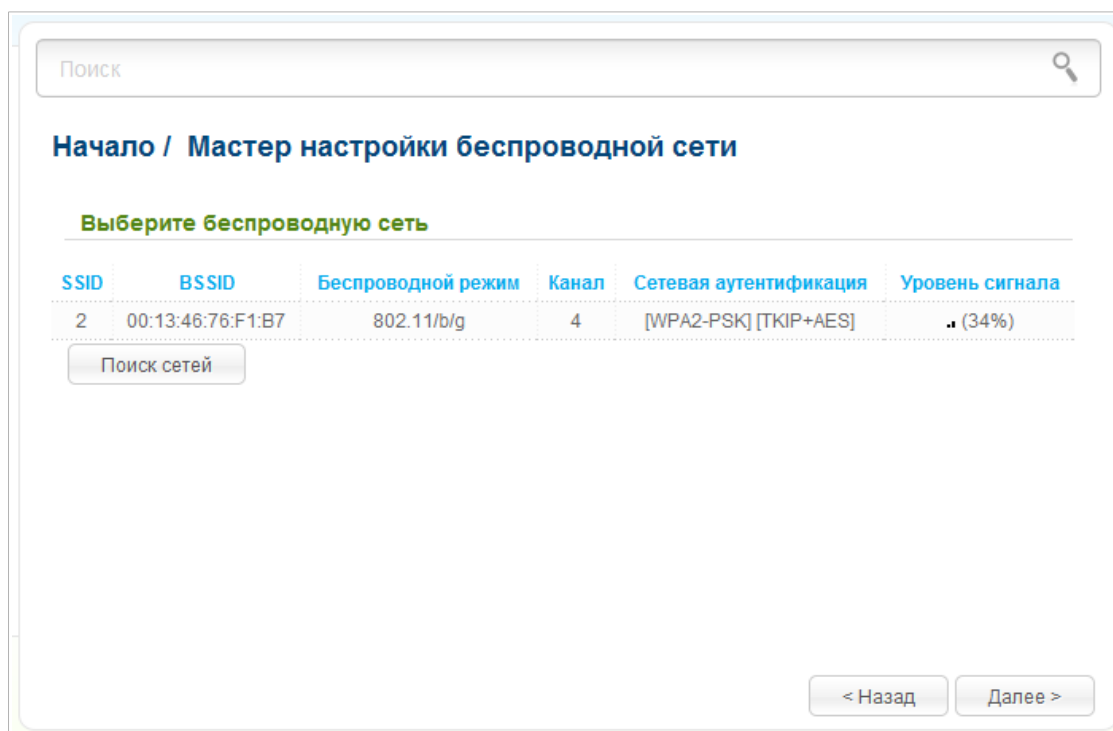 Поиск
Начало / Мастер настройки беспроводной сети
Выберите беспроводную сеть
SSID BSSID Беспроводной режим Канал Сетевая аутентификация Уровень сигнала
2 00:13:46:76:F1:B7 802.11/b/g 4 [WPA2-PSK] [TKIP+AES] (34%)
Поиск сетей
< Назад Далее >